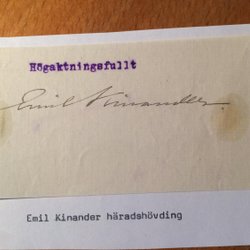 Högaktningsfullt
Emil Kinander.
Emil Kinander häradshövding